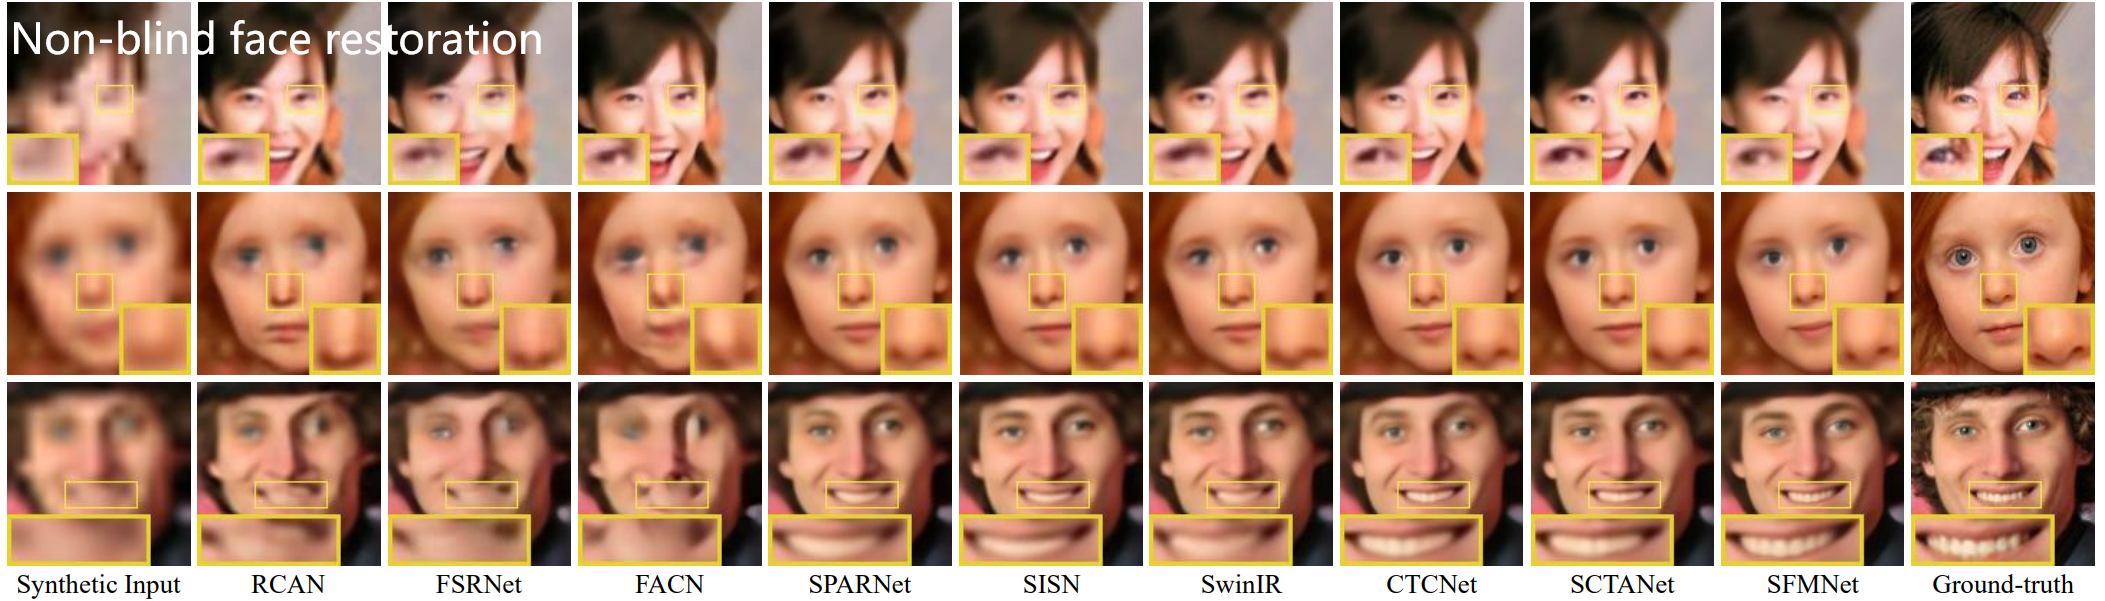 Non-blind face restoration
Synthetic Input RCAN FSRNet FACN SPARNet SISN SwinIR CTCNet SCTANet SFMNet Ground-truth